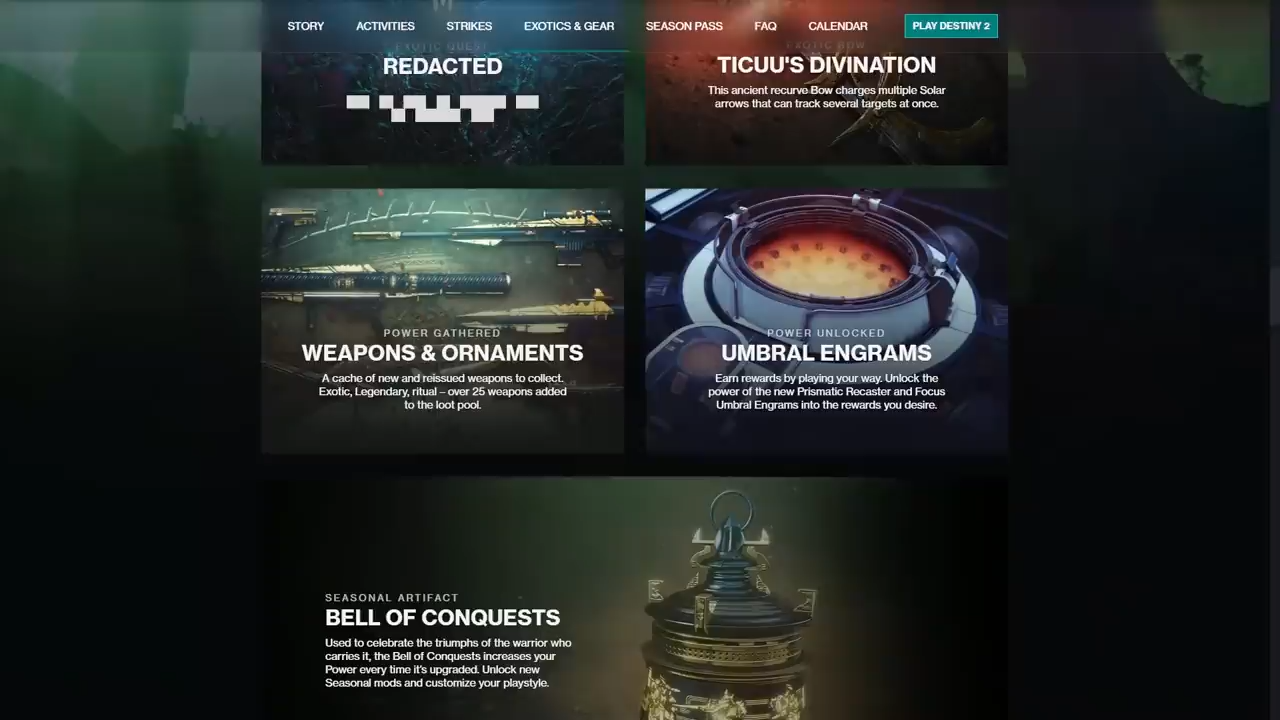 STORY ACTIVITIES STRIKES EXOTICS & GEAR SEASON PASS FAQ CALENDAR PLAY DESTINY 2
EXOTIC QUEST
REDACTED
EXOTIC BOW
TICUU'S DIVINATION
This ancient recurve Bow charges multiple Solar
arrows that can track several targets at once.
POWER GATHERED
WEAPONS & ORNAMENTS
A cache of new and reissued weapons to collect.
Exotic, Legendary, ritual – over 25 weapons added
to the loot pool.
POWER UNLOCKED
UMBRAL ENGRAMS
Earn rewards by playing your way. Unlock the
power of the new Prismatic Recaster and Focus
Umbral Engrams into the rewards you desire.
SEASONAL ARTIFACT
BELL OF CONQUESTS
Used to celebrate the triumphs of the warrior who
carries it, the Bell of Conquests increases your
Power every time it's upgraded. Unlock new
Seasonal mods and customize your playstyle.